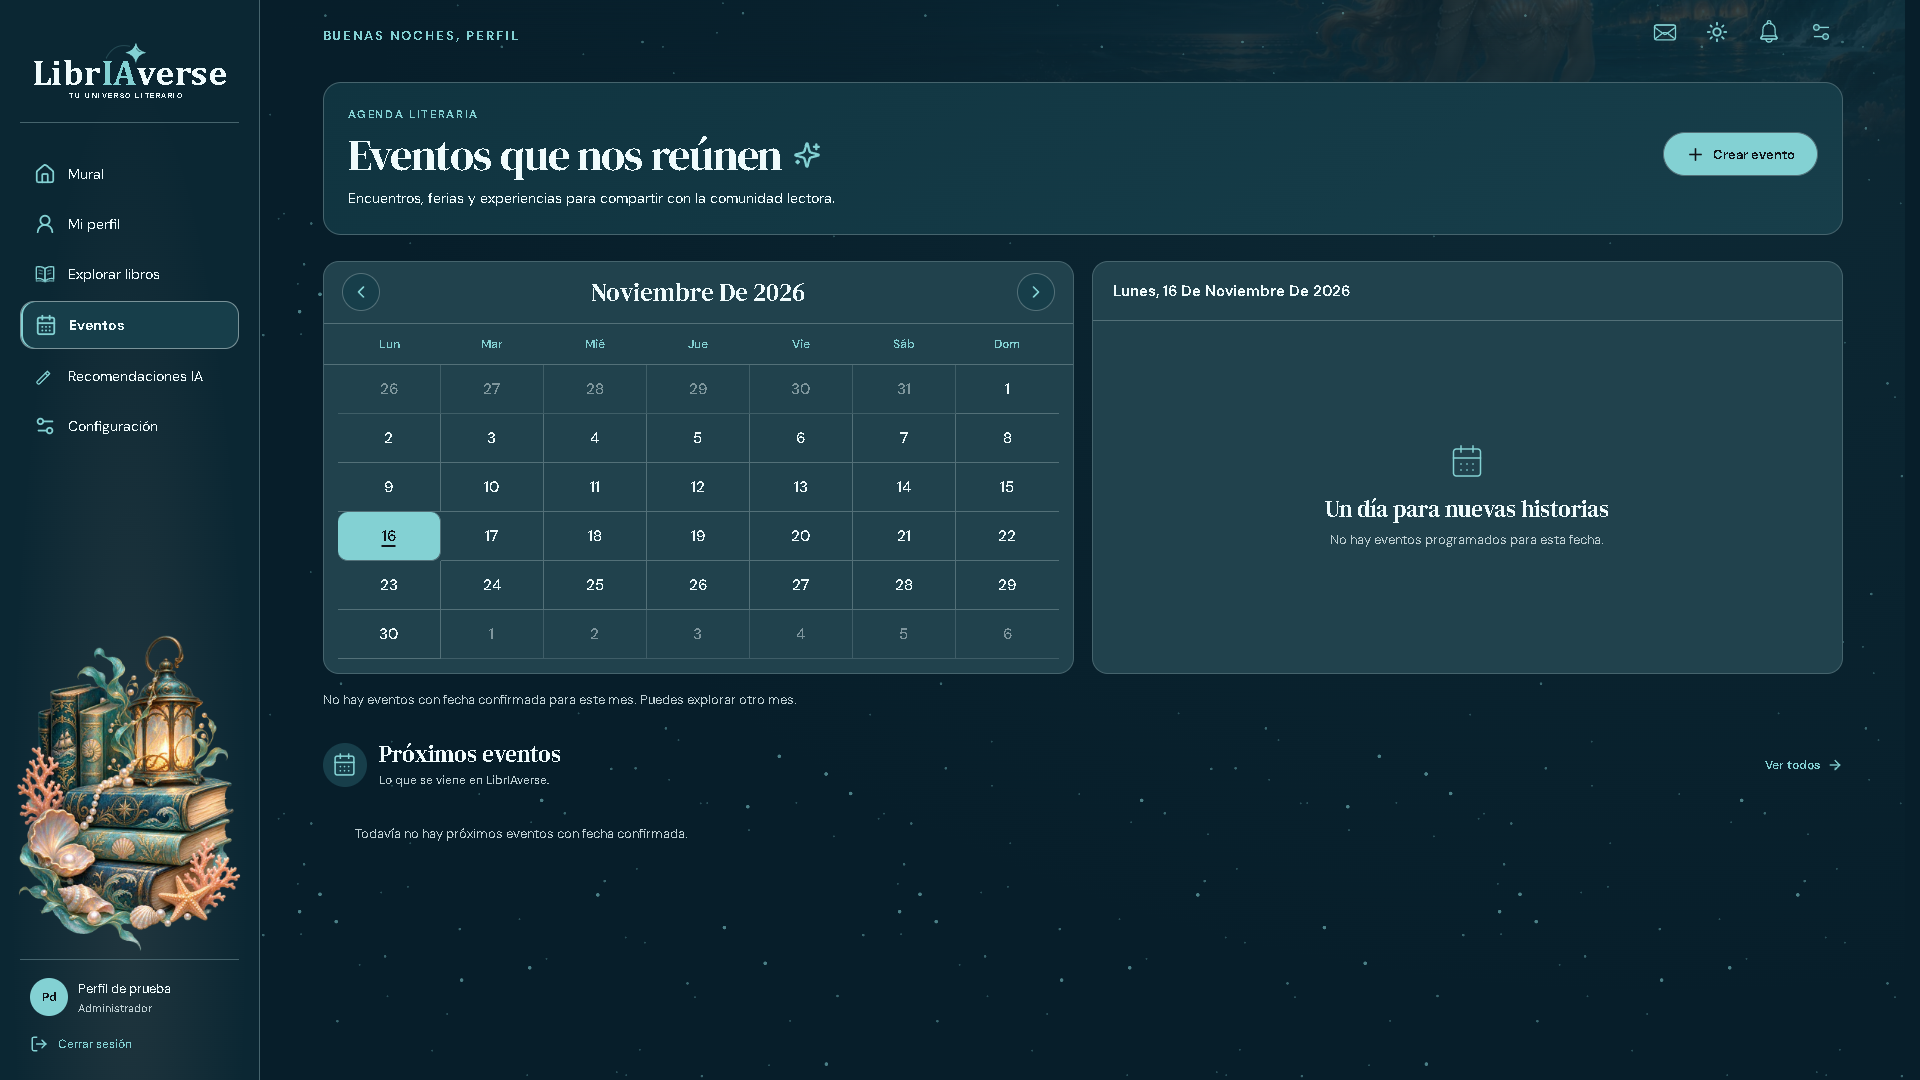 LibrIAverse
TU UNIVERSO LITERARIO
Mural
Mi perfil
Explorar libros
Eventos
Recomendaciones IA
Configuración
Pd
Perfil de prueba
Administrador
Cerrar sesión
BUENAS NOCHES, PERFIL
AGENDA LITERARIA
Eventos que nos reúnen
Encuentros, ferias y experiencias para compartir con la comunidad lectora.
Crear evento
Noviembre De 2026
Lun Mar Mié Jue Vie Sáb Dom
26 27 28 29 30 31 1
2 3 4 5 6 7 8
9 10 11 12 13 14 15
16 17 18 19 20 21 22
23 24 25 26 27 28 29
30 1 2 3 4 5 6
Lunes, 16 De Noviembre De 2026
Un día para nuevas historias
No hay eventos programados para esta fecha.
No hay eventos con fecha confirmada para este mes. Puedes explorar otro mes.
Próximos eventos
Lo que se viene en LibrIAverse.
Ver todos
Todavía no hay próximos eventos con fecha confirmada.